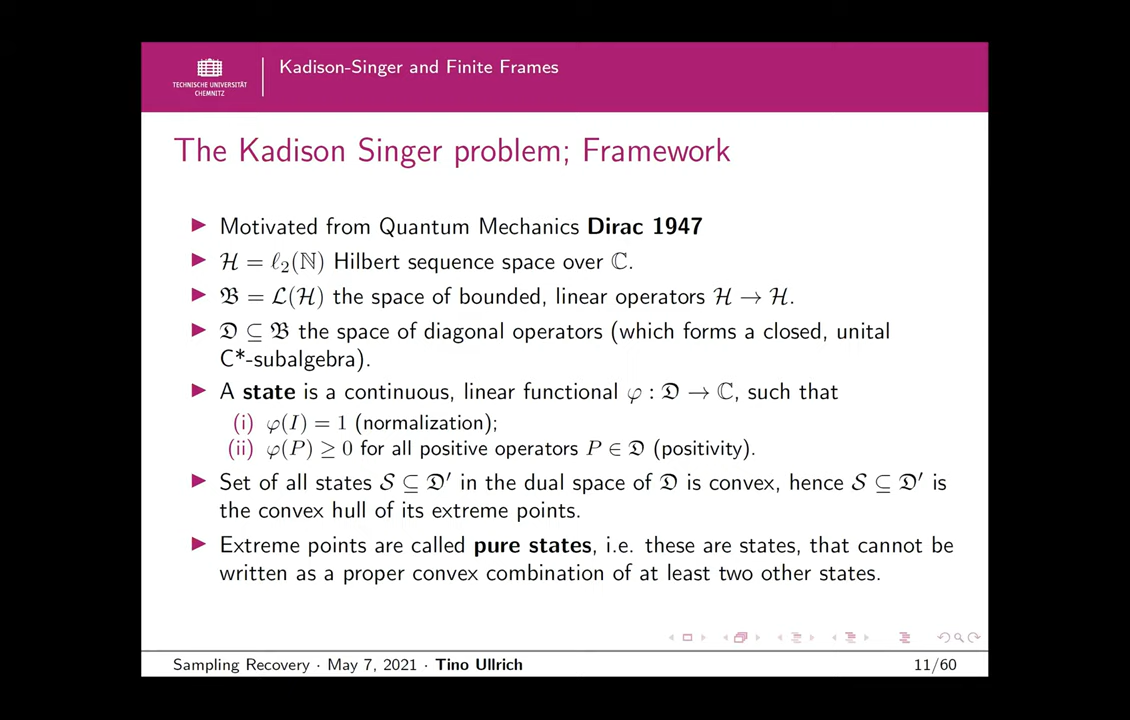 TECHNISCHE UNIVERSITÄT
CHEMNITZ
Kadison-Singer and Finite Frames
The Kadison Singer problem; Framework
▶ Motivated from Quantum Mechanics Dirac 1947
▶ ℋ = ℓ₂(ℕ) Hilbert sequence space over ℂ.
▶ 𝔅 = ℒ(ℋ) the space of bounded, linear operators ℋ → ℋ.
▶ 𝔇 ⊆ 𝔅 the space of diagonal operators (which forms a closed, unital
C*-subalgebra).
▶ A state is a continuous, linear functional φ : 𝔇 → ℂ, such that
(i) φ(I) = 1 (normalization);
(ii) φ(P) ≥ 0 for all positive operators P ∈ 𝔇 (positivity).
▶ Set of all states 𝒮 ⊆ 𝔇′ in the dual space of 𝔇 is convex, hence 𝒮 ⊆ 𝔇′ is
the convex hull of its extreme points.
▶ Extreme points are called pure states, i.e. these are states, that cannot be
written as a proper convex combination of at least two other states.
Sampling Recovery · May 7, 2021 · Tino Ullrich 11/60